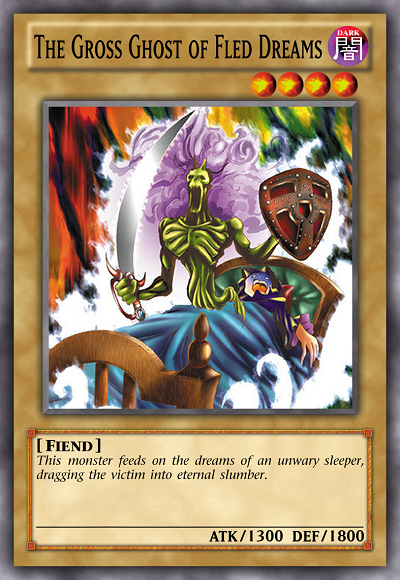 The Gross Ghost of Fled Dreams
DARK
闇
[ Fiend ]
This monster feeds on the dreams of an unwary sleeper,
dragging the victim into eternal slumber.
ATK/1300 DEF/1800